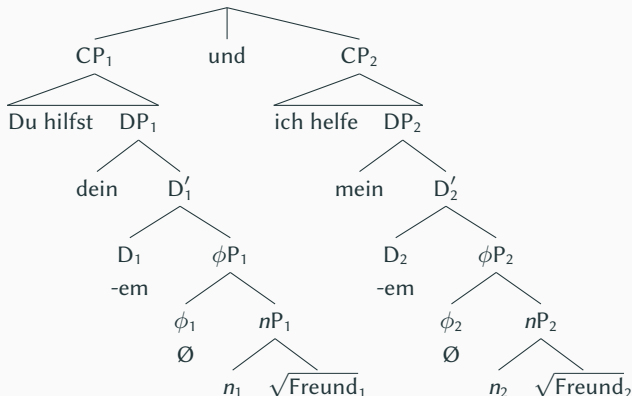 CP₁ und CP₂
Du hilfst DP₁ ich helfe DP₂
dein D′₁ mein D′₂
D₁ ϕP₁ D₂ ϕP₂
-em -em
ϕ₁ nP₁ ϕ₂ nP₂
Ø Ø
n₁ √Freund₁ n₂ √Freund₂